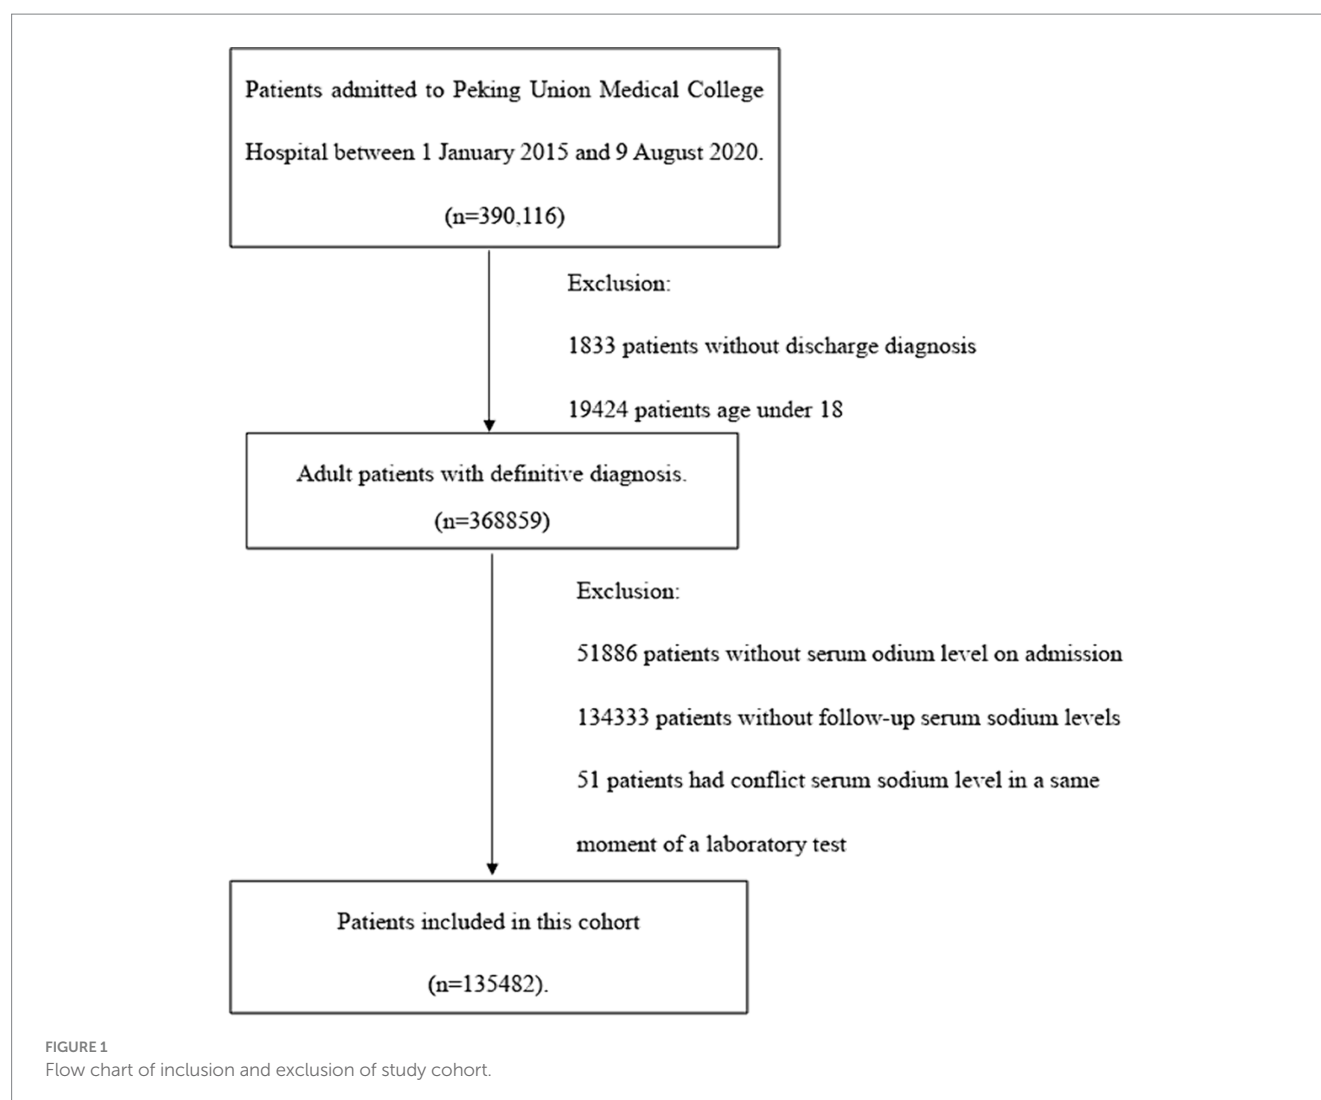 Patients admitted to Peking Union Medical College
Hospital between 1 January 2015 and 9 August 2020.
(n=390,116)
Exclusion:
1833 patients without discharge diagnosis
19424 patients age under 18
Adult patients with definitive diagnosis.
(n=368859)
Exclusion:
51886 patients without serum odium level on admission
134333 patients without follow-up serum sodium levels
51 patients had conflict serum sodium level in a same
moment of a laboratory test
Patients included in this cohort
(n=135482).
FIGURE 1
Flow chart of inclusion and exclusion of study cohort.